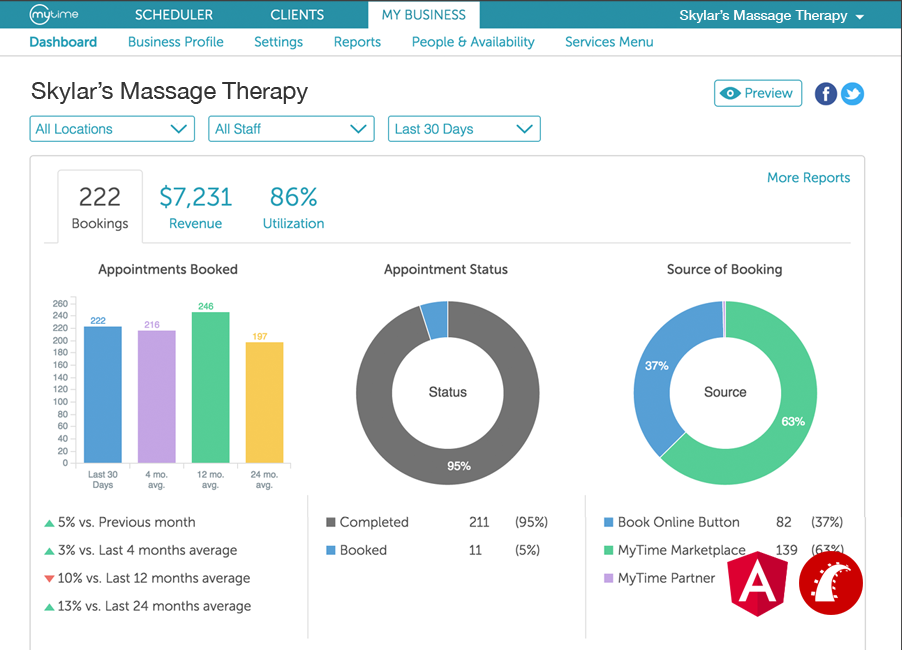 mytime SCHEDULER CLIENTS MY BUSINESS Skylar's Massage Therapy
Dashboard Business Profile Settings Reports People & Availability Services Menu
Skylar's Massage Therapy
Preview
f
All Locations All Staff Last 30 Days
More Reports
222 $7,231 86%
Bookings Revenue Utilization
Appointments Booked
260
240
220
200
180
160
140
120
100
80
60
40
20
0
222 216 246 197
Last 30 4 mo. 12 mo. 24 mo.
Days avg. avg. avg.
5% vs. Previous month
3% vs. Last 4 months average
10% vs. Last 12 months average
13% vs. Last 24 months average
Appointment Status
Status
95%
Completed 211 (95%)
Booked 11 (5%)
Source of Booking
37%
Source
63%
Book Online Button 82 (37%)
MyTime Marketplace 139 (63%)
MyTime Partner
A